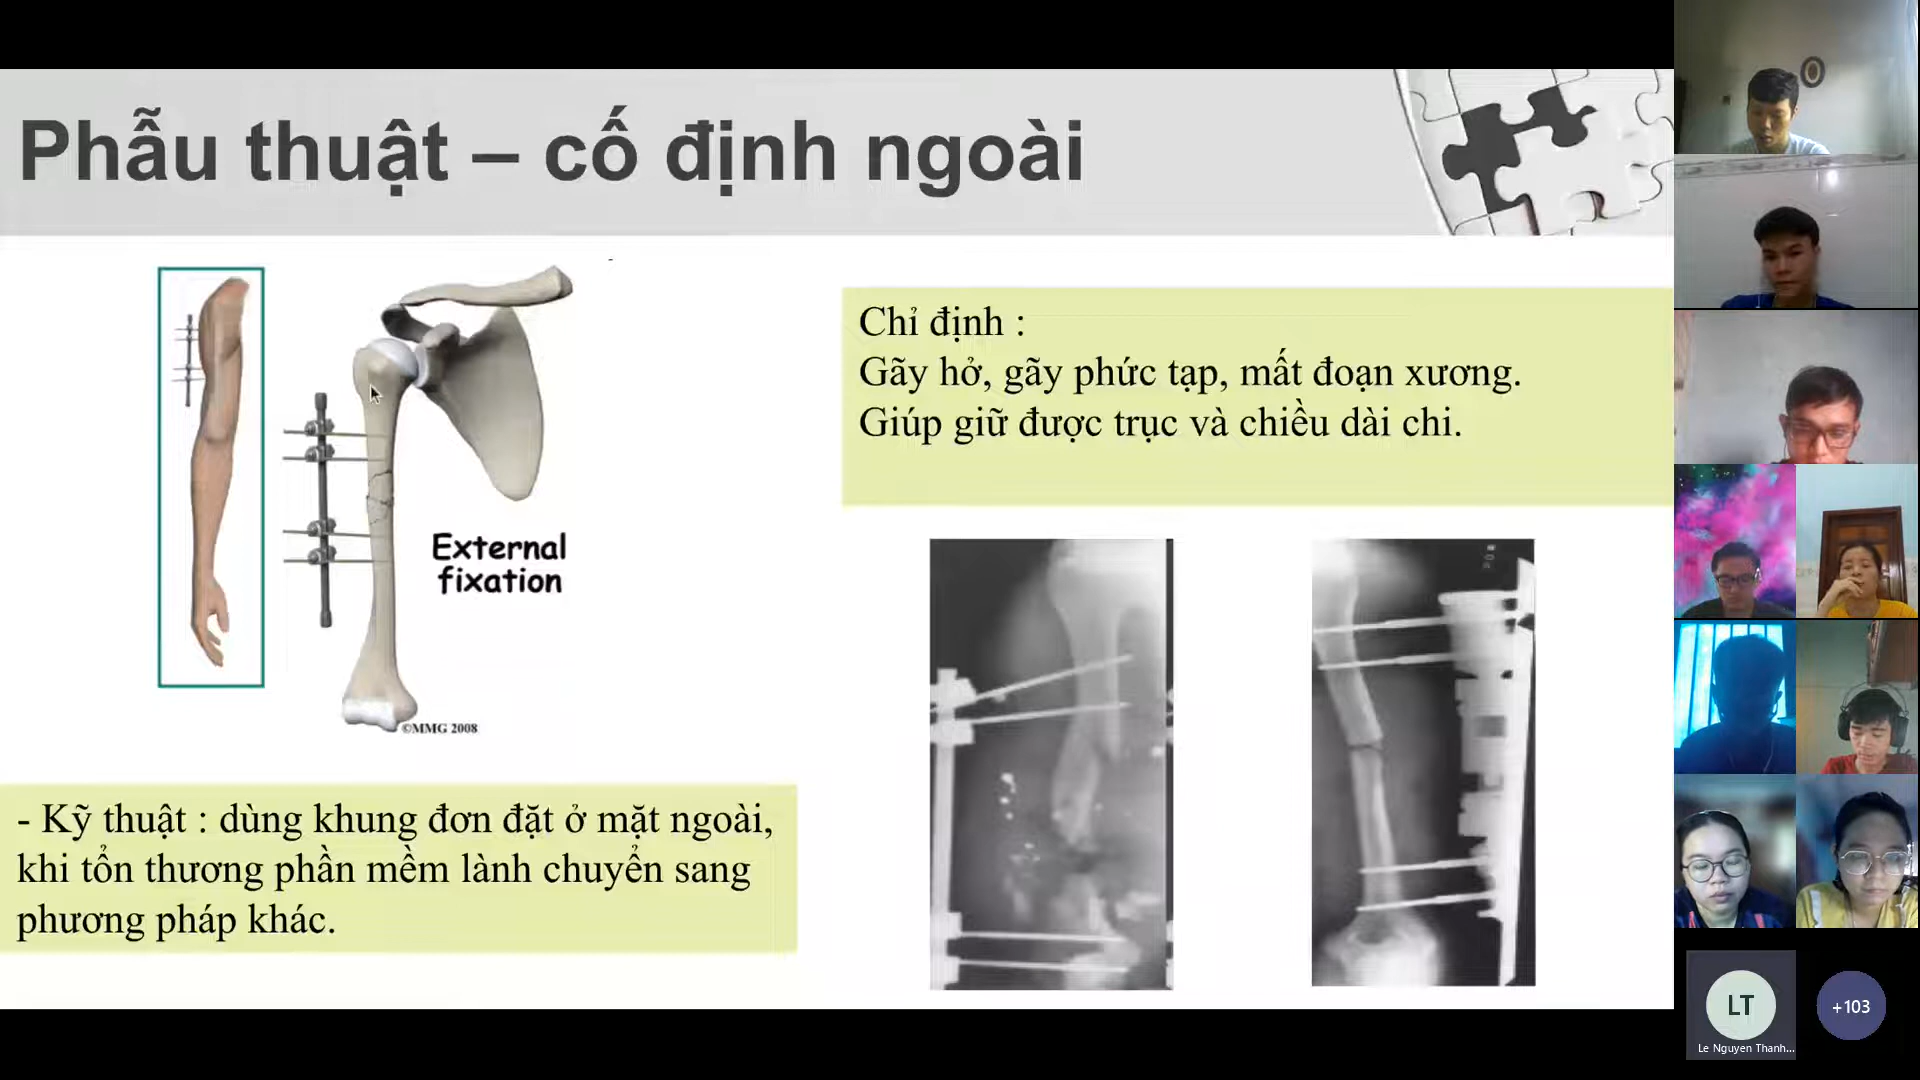 Phẫu thuật – cố định ngoài
External
fixation
©MMG 2008
Chỉ định :
Gãy hở, gãy phức tạp, mất đoạn xương.
Giúp giữ được trục và chiều dài chi.
- Kỹ thuật : dùng khung đơn đặt ở mặt ngoài,
khi tổn thương phần mềm lành chuyển sang
phương pháp khác.
LT
Le Nguyen Thanh...
+103